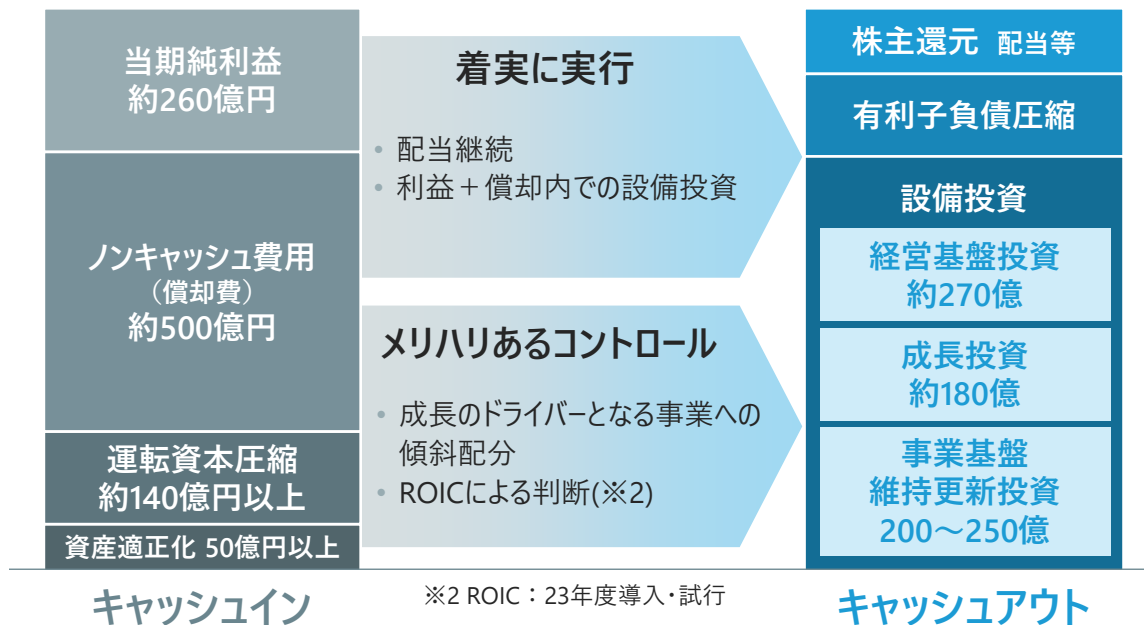 当期純利益
約260億円
ノンキャッシュ費用
（償却費）
約500億円
運転資本圧縮
約140億円以上
資産適正化 50億円以上
キャッシュイン
着実に実行
• 配当継続
• 利益＋償却内での設備投資
メリハリあるコントロール
• 成長のドライバーとなる事業への
傾斜配分
• ROICによる判断(※2)
※2 ROIC：23年度導入・試行
株主還元 配当等
有利子負債圧縮
設備投資
経営基盤投資
約270億
成長投資
約180億
事業基盤
維持更新投資
200～250億
キャッシュアウト